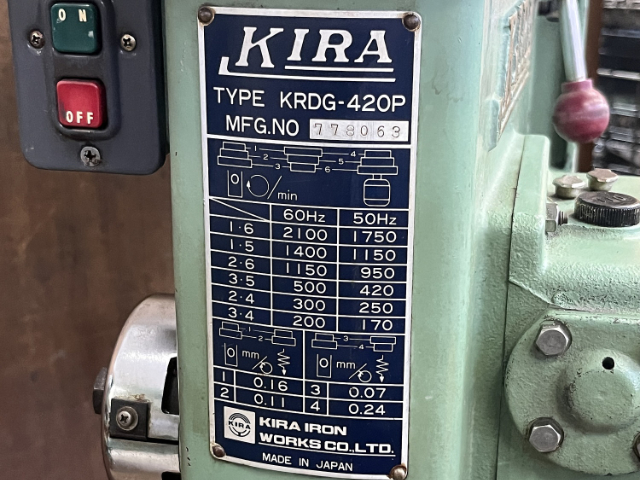 ON
OFF
KIRA
TYPE KRDG-420P
MFG.NO 778063
1 2 3 4 5 6
/min
60Hz 50Hz
1·6 2100 1750
1·5 1400 1150
2·6 1150 950
3·5 500 420
2·4 300 250
3·4 200 170
1 2 3 4
mm mm
1 0.16 3 0.07
2 0.11 4 0.24
KIRA KIRA IRON
WORKS CO.,LTD.
MADE IN JAPAN